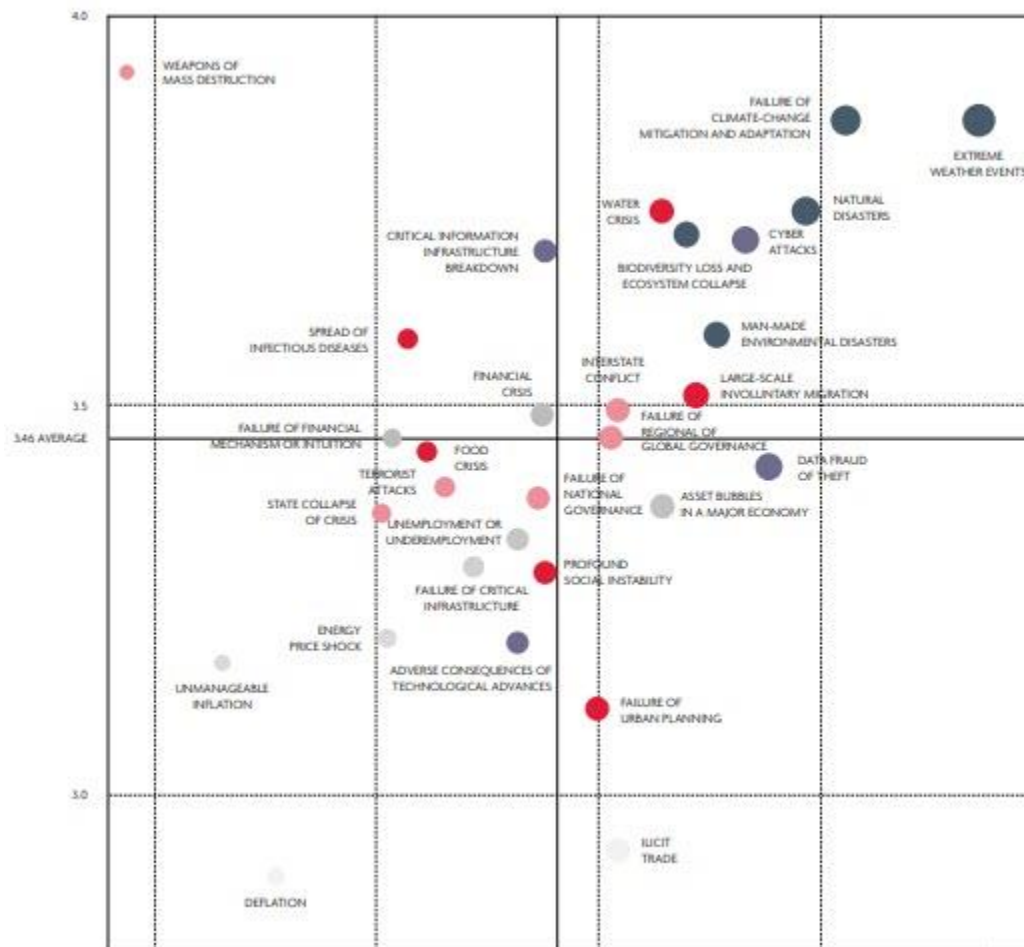 4.0
WEAPONS OF
MASS DESTRUCTION
FAILURE OF
CLIMATE-CHANGE
MITIGATION AND ADAPTATION
EXTREME
WEATHER EVENTS
WATER
CRISIS
NATURAL
DISASTERS
CRITICAL INFORMATION
INFRASTRUCTURE
BREAKDOWN
CYBER
ATTACKS
BIODIVERSITY LOSS AND
ECOSYSTEM COLLAPSE
SPREAD OF
INFECTIOUS DISEASES
MAN-MADE
ENVIRONMENTAL DISASTERS
INTERSTATE
CONFLICT
FINANCIAL
CRSIS
LARGE-SCALE
INVOLUNTARY MIGRATION
3.5
FAILURE OF
REGIONAL OF
GLOBAL GOVERNANCE
3.46 AVERAGE
FAILURE OF FINANCIAL
MECHANISM OR INTUITION
FOOD
CRISIS
DATA FRAUD
OF THEFT
TERRORIST
ATTACKS
FAILURE OF
NATIONAL
GOVERNANCE
ASSET BUBBLES
IN A MAJOR ECONOMY
STATE COLLAPSE
OF CRISIS
UNEMPLOYMENT OR
UNDEREMPLOYMENT
PROFOUND
SOCIAL INSTABILITY
FAILURE OF CRITICAL
INFRASTRUCTURE
ENERGY
PRICE SHOCK
ADVERSE CONSEQUENCES OF
TECHNOLOGICAL ADVANCES
UNMANAGEABLE
INFLATION
FAILURE OF
URBAN PLANNING
3.0
ILICIT
TRADE
DEFLATION